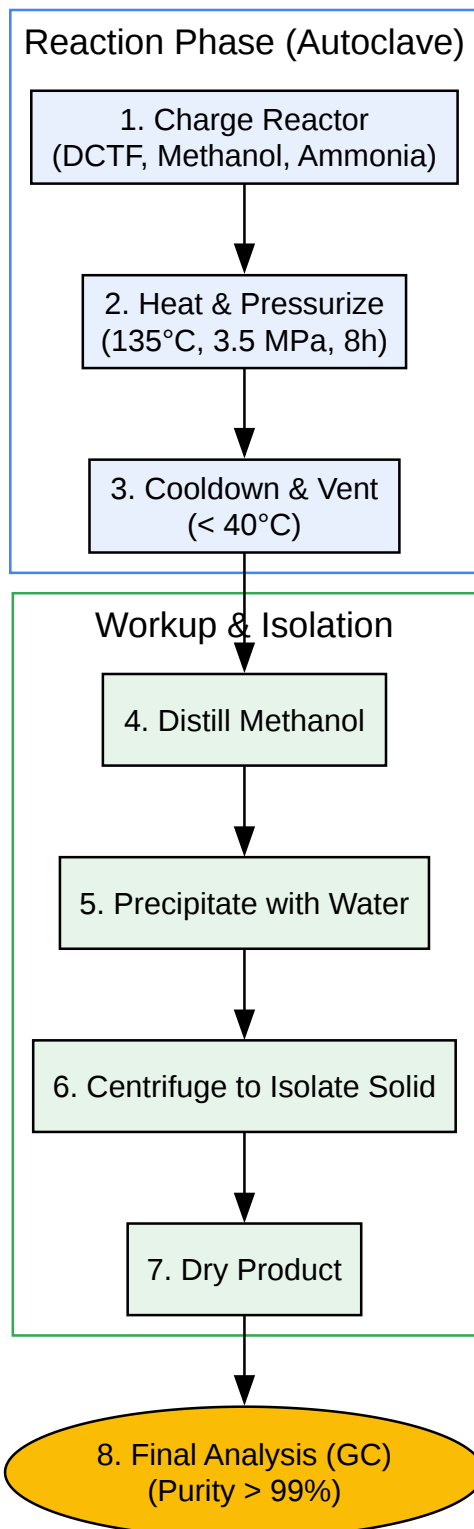 Reaction Phase (Autoclave)
1. Charge Reactor
(DCTF, Methanol, Ammonia)
2. Heat & Pressurize
(135°C, 3.5 MPa, 8h)
3. Cooldown & Vent
(< 40°C)
Workup & Isolation
4. Distill Methanol
5. Precipitate with Water
6. Centrifuge to Isolate Solid
7. Dry Product
8. Final Analysis (GC)
(Purity > 99%)